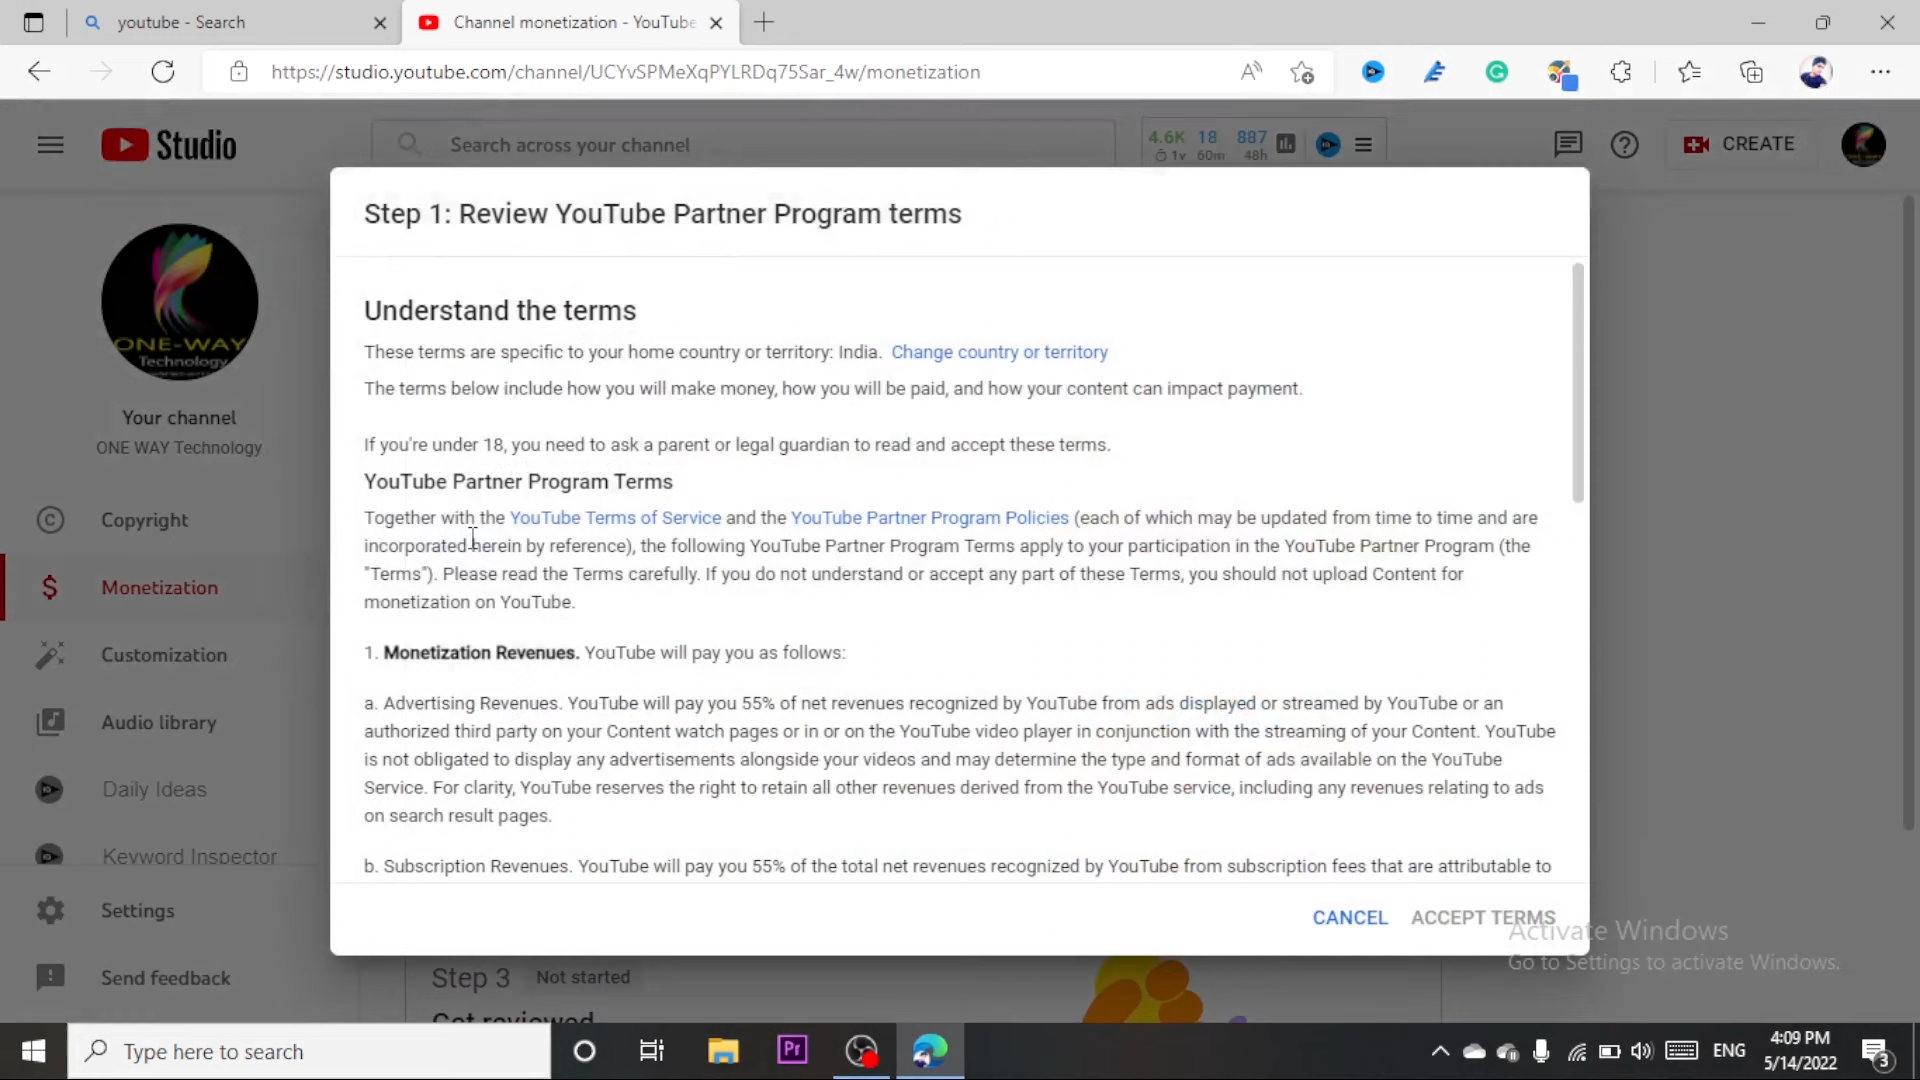 youtube - Search
Channel monetization - YouTube
https://studio.youtube.com/channel/UCYvSPMeXqPYLRDq75Sar_4w/monetization
Studio
Search across your channel
4.6K 18 887
1v 60m 48h
CREATE
Step 1: Review YouTube Partner Program terms
Understand the terms
These terms are specific to your home country or territory: India. Change country or territory
The terms below include how you will make money, how you will be paid, and how your content can impact payment.
If you're under 18, you need to ask a parent or legal guardian to read and accept these terms.
YouTube Partner Program Terms
Together with the YouTube Terms of Service and the YouTube Partner Program Policies (each of which may be updated from time to time and are
incorporated herein by reference), the following YouTube Partner Program Terms apply to your participation in the YouTube Partner Program (the
"Terms"). Please read the Terms carefully. If you do not understand or accept any part of these Terms, you should not upload Content for
monetization on YouTube.
1. Monetization Revenues. YouTube will pay you as follows:
a. Advertising Revenues. YouTube will pay you 55% of net revenues recognized by YouTube from ads displayed or streamed by YouTube or an
authorized third party on your Content watch pages or in or on the YouTube video player in conjunction with the streaming of your Content. YouTube
is not obligated to display any advertisements alongside your videos and may determine the type and format of ads available on the YouTube
Service. For clarity, YouTube reserves the right to retain all other revenues derived from the YouTube service, including any revenues relating to ads
on search result pages.
b. Subscription Revenues. YouTube will pay you 55% of the total net revenues recognized by YouTube from subscription fees that are attributable to
CANCEL ACCEPT TERMS
ONE-WAY
Technology
Your channel
ONE WAY Technology
Copyright
Monetization
Customization
Audio library
Daily Ideas
Keyword Inspector
Settings
Send feedback
Step 3 Not started
Get reviewed
Activate Windows
Go to Settings to activate Windows.
Type here to search
Pr
ENG
4:09 PM
5/14/2022
3